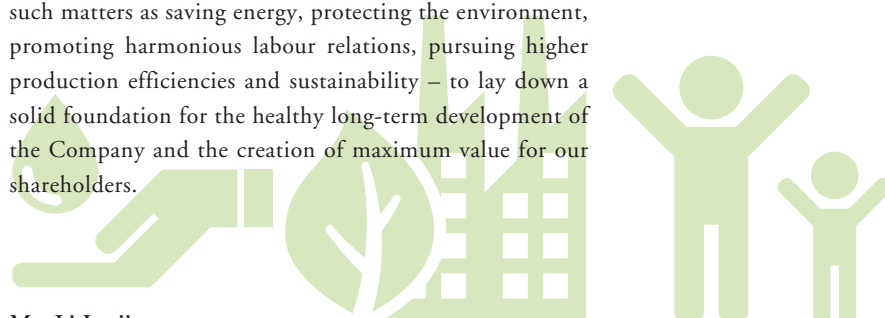 such matters as saving energy, protecting the environment,
promoting harmonious labour relations, pursuing higher
production efficiencies and sustainability – to lay down a
solid foundation for the healthy long-term development of
the Company and the creation of maximum value for our
shareholders.